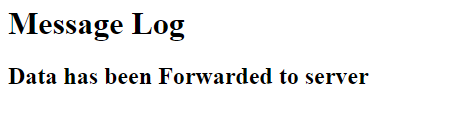 Message Log
Data has been Forwarded to server